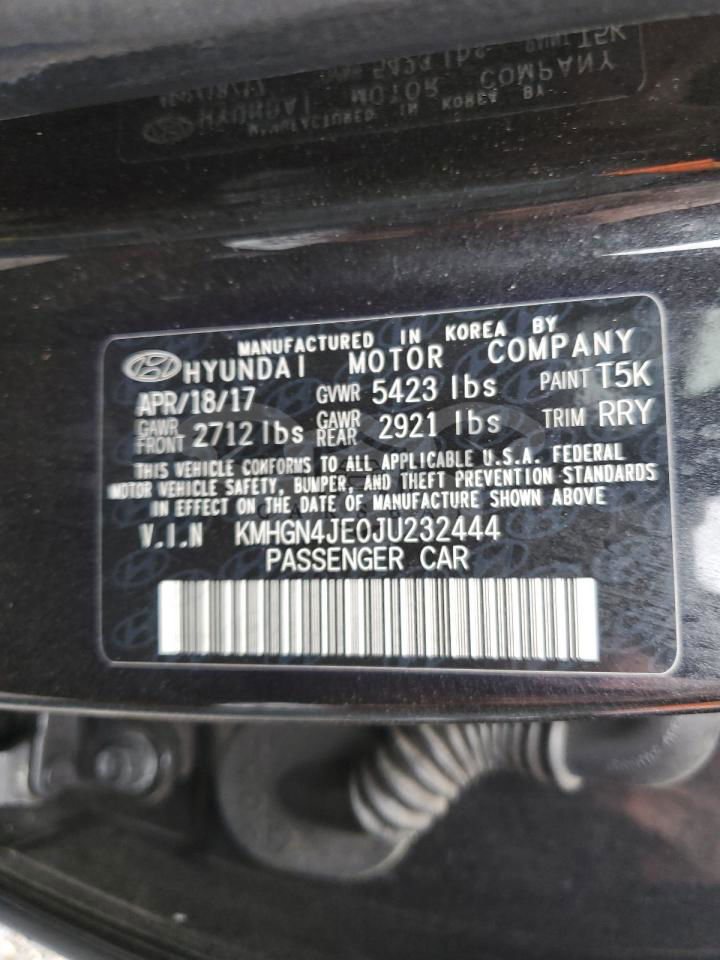 MANUFACTURED IN KOREA BY
HYUNDAI MOTOR COMPANY
APR/18/17 GVWR 5423 lbs PAINT T5K
GAWR FRONT 2712 lbs GAWR REAR 2921 lbs TRIM RRY
THIS VEHICLE CONFORMS TO ALL APPLICABLE U.S.A. FEDERAL
MOTOR VEHICLE SAFETY, BUMPER, AND THEFT PREVENTION STANDARDS
IN EFFECT ON THE DATE OF MANUFACTURE SHOWN ABOVE
V.I.N KMHGN4JE0JU232444
PASSENGER CAR